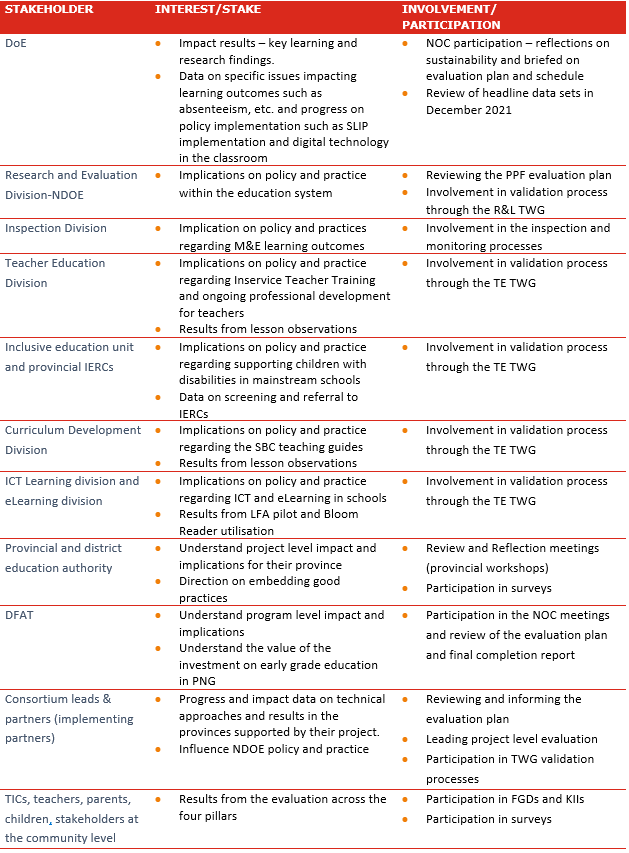 STAKEHOLDER
INTEREST/STAKE
INVOLVEMENT/
PARTICIPATION
DoE
● Impact results – key learning and
research findings.
● Data on specific issues impacting
learning outcomes such as
absenteeism, etc. and progress on
policy implementation such as SLIP
implementation and digital technology
in the classroom
● NOC participation – reflections on
sustainability and briefed on
evaluation plan and schedule
● Review of headline data sets in
December 2021
Research and Evaluation
Division-NDOE
● Implications on policy and practice
within the education system
● Reviewing the PPF evaluation plan
● Involvement in validation process
through the R&L TWG
Inspection Division
● Implication on policy and practices
regarding M&E learning outcomes
● Involvement in the inspection and
monitoring processes
Teacher Education
Division
● Implications on policy and practice
regarding Inservice Teacher Training
and ongoing professional development
for teachers
● Results from lesson observations
● Involvement in validation process
through the TE TWG
Inclusive education unit
and provincial IERCs
● Implications on policy and practice
regarding supporting children with
disabilities in mainstream schools
● Data on screening and referral to
IERCs
● Involvement in validation process
through the TE TWG
Curriculum Development
Division
● Implications on policy and practice
regarding the SBC teaching guides
● Results from lesson observations
● Involvement in validation process
through the TE TWG
ICT Learning division and
eLearning division
● Implications on policy and practice
regarding ICT and eLearning in schools
● Results from LFA pilot and Bloom
Reader utilisation
● Involvement in validation process
through the TE TWG
Provincial and district
education authority
● Understand project level impact and
implications for their province
● Direction on embedding good
practices
● Review and Reflection meetings
(provincial workshops)
● Participation in surveys
DFAT
● Understand program level impact and
implications
● Understand the value of the
investment on early grade education
in PNG
● Participation in the NOC meetings
and review of the evaluation plan
and final completion report
Consortium leads &
partners (implementing
partners)
● Progress and impact data on technical
approaches and results in the
provinces supported by their project.
● Influence NDOE policy and practice
● Reviewing and informing the
evaluation plan
● Leading project level evaluation
● Participation in TWG validation
processes
TICs, teachers, parents,
children, stakeholders at
the community level
● Results from the evaluation across the
four pillars
● Participation in FGDs and KIIs
● Participation in surveys